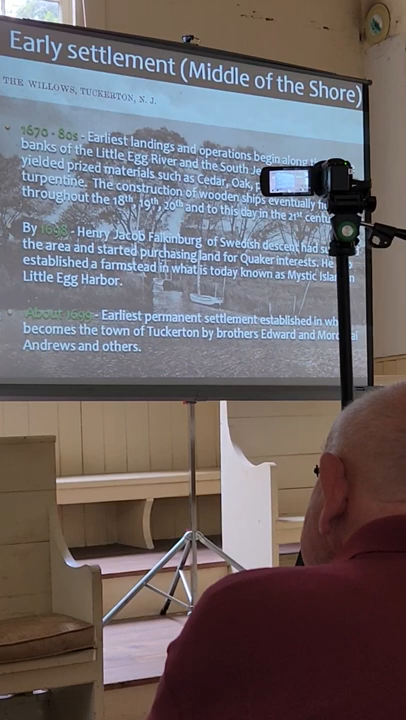 Early settlement (Middle of the Shore)
THE WILLOWS, TUCKERTON, N. J.
1670 - 80s - Earliest landings and operations begin along
banks of the Little Egg River and the South
yielded prized materials such as Cedar, Oak,
turpentine. The construction of wooden ships eventually
throughout the 18th, 19th, 20th and to this day in the 21st
By 1698 - Henry Jacob Falkinburg of Swedish descent had
the area and started purchasing land for Quaker interests. He
established a farmstead in what is today known as Mystic
Little Egg Harbor.
About 1699 - Earliest permanent settlement established in
becomes the town of Tuckerton by brothers Edward and
Andrews and others.